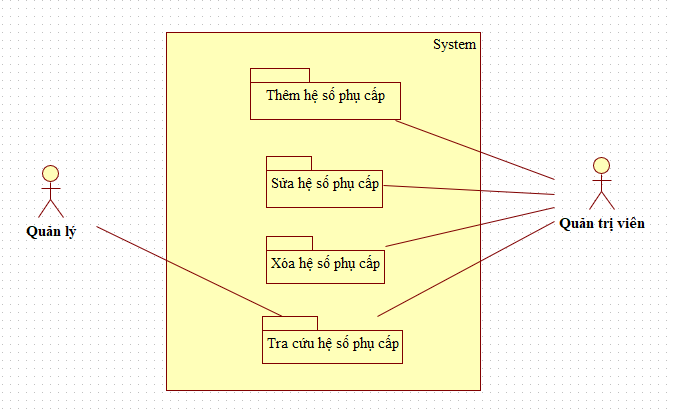 System
Thêm hệ số phụ cấp
Sửa hệ số phụ cấp
Quản lý
Quản trị viên
Xóa hệ số phụ cấp
Tra cứu hệ số phụ cấp